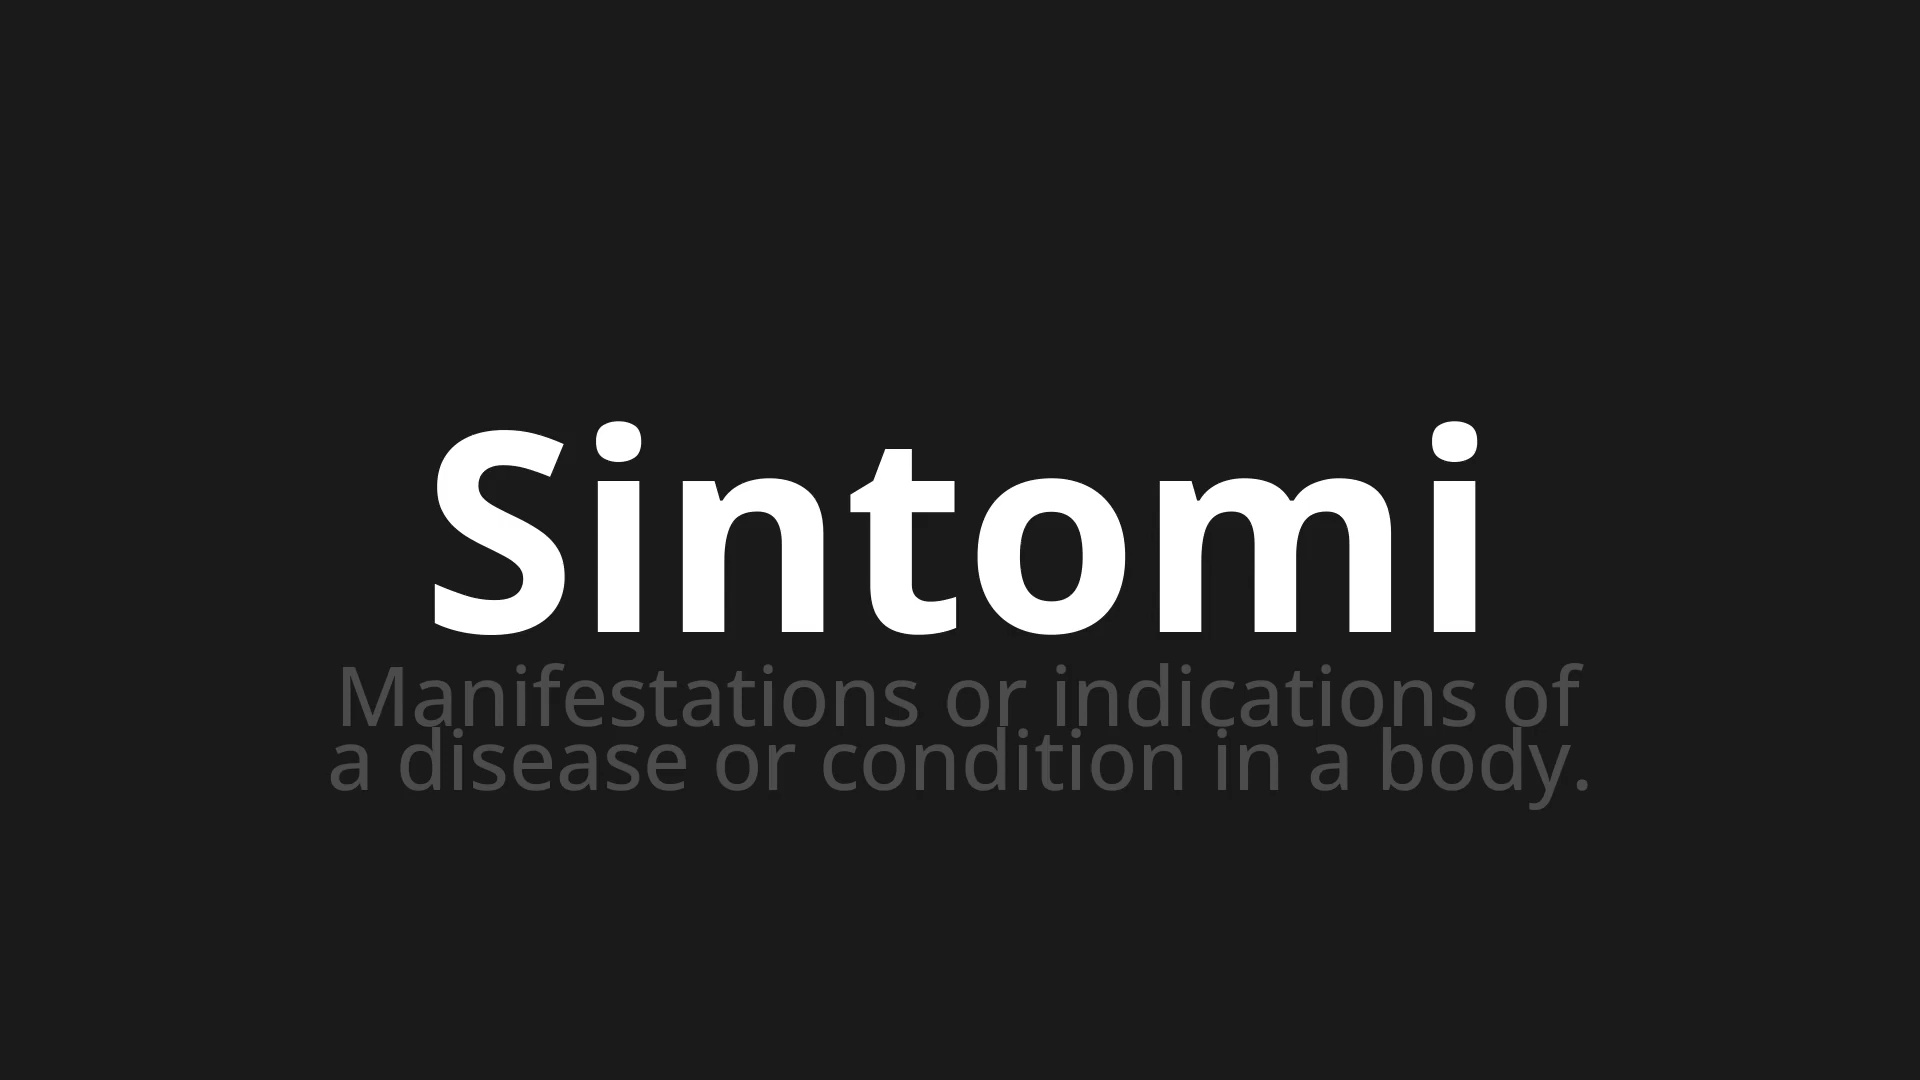 Sintomi
Manifestations or indications of
a disease or condition in a body.